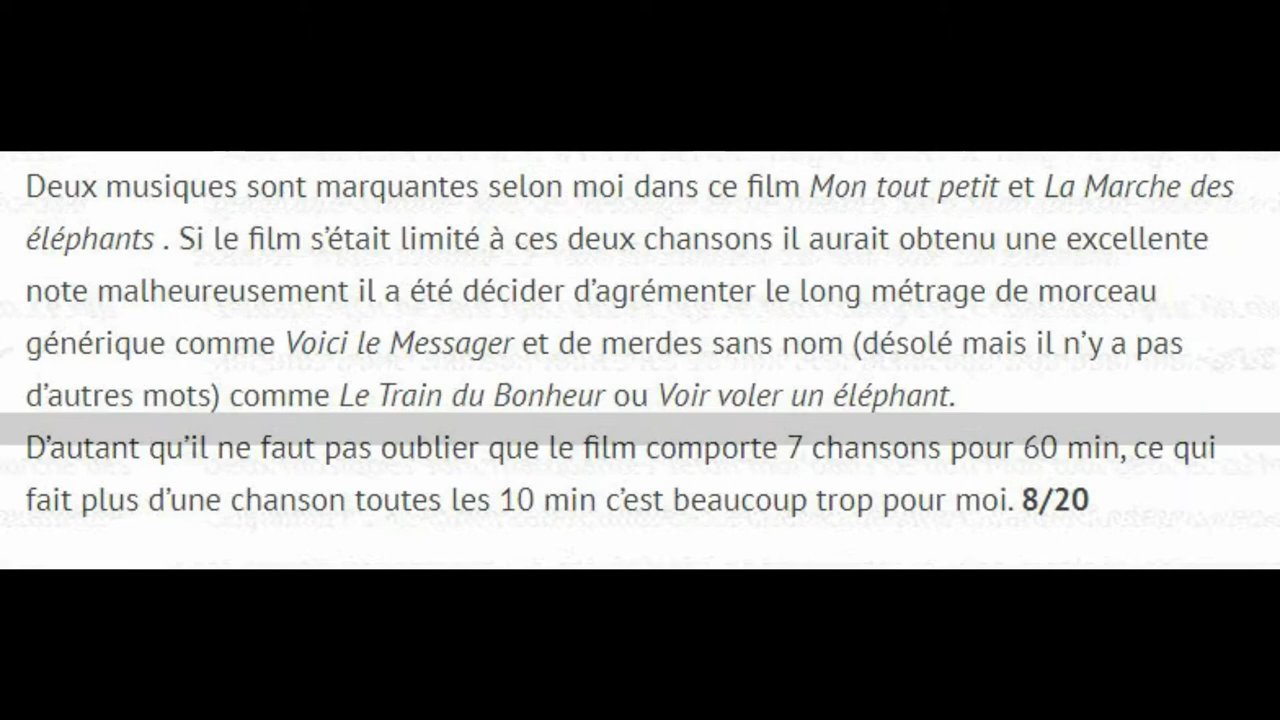 Deux musiques sont marquantes selon moi dans ce film Mon tout petit et La Marche des
éléphants . Si le film s’était limité à ces deux chansons il aurait obtenu une excellente
note malheureusement il a été décider d’agrémenter le long métrage de morceau
générique comme Voici le Messager et de merdes sans nom (désolé mais il n’y a pas
d’autres mots) comme Le Train du Bonheur ou Voir voler un éléphant.
D’autant qu’il ne faut pas oublier que le film comporte 7 chansons pour 60 min, ce qui
fait plus d’une chanson toutes les 10 min c’est beaucoup trop pour moi. 8/20